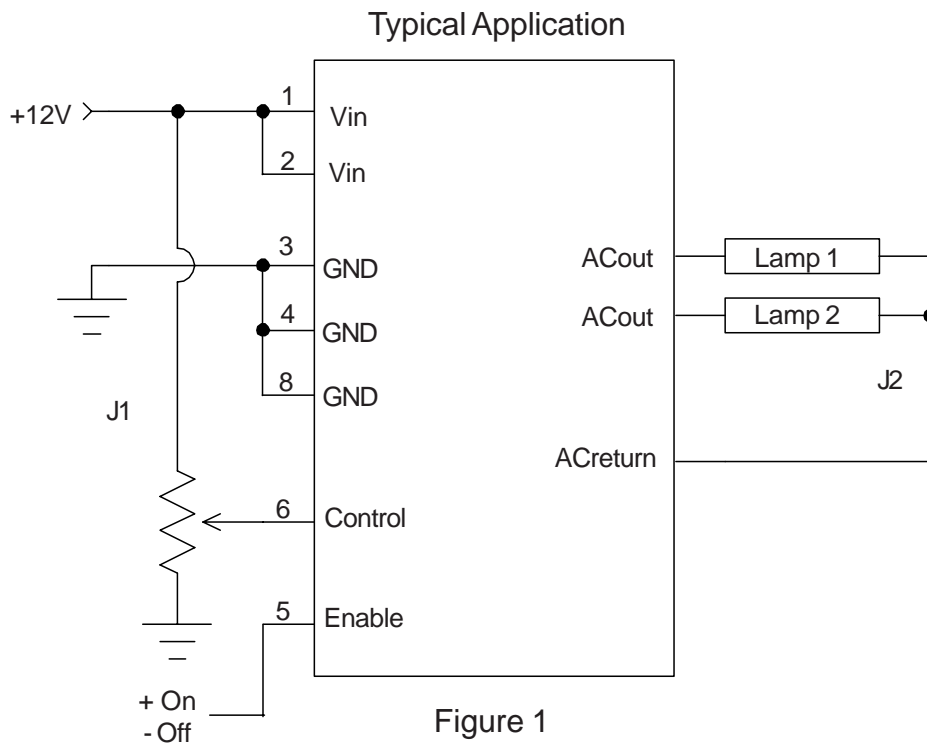 Typical Application
+12V
1
Vin
2
Vin
3
GND
4
GND
8
GND
J1
6
Control
5
Enable
+ On
- Off
ACout
Lamp 1
ACout
Lamp 2
J2
ACreturn
Figure 1